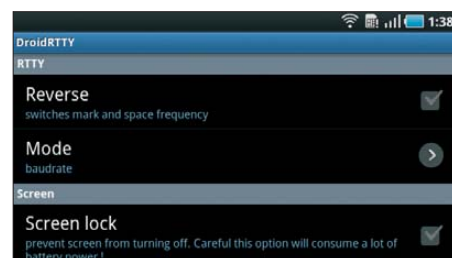 1:38
DroidRTTY
RTTY
Reverse
switches mark and space frequency
Mode
baudrate
Screen
Screen lock
prevent screen from turning off. Careful this option will consume a lot of
battery power !